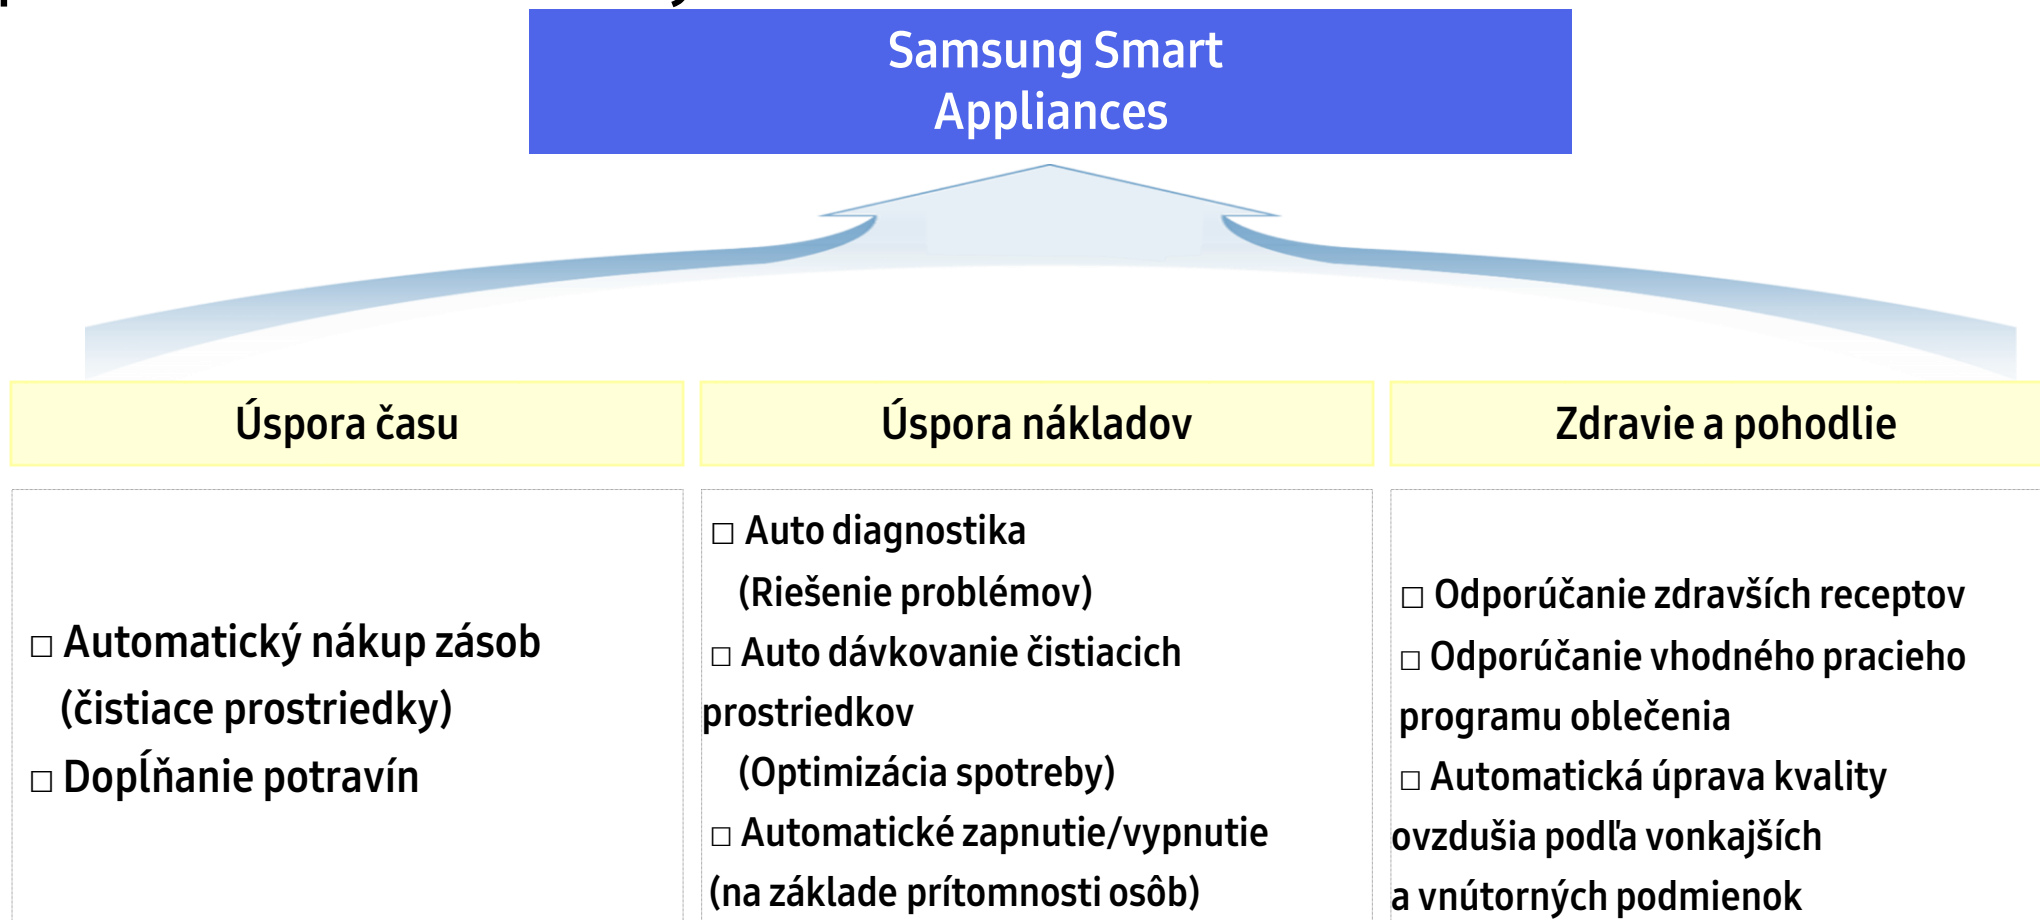 Samsung Smart
Appliances
Úspora času
Úspora nákladov
Zdravie a pohodlie
□ Automatický nákup zásob
(čistiace prostriedky)
□ Dopĺňanie potravín
□ Auto diagnostika
(Riešenie problémov)
□ Auto dávkovanie čistiacich
prostriedkov
(Optimizácia spotreby)
□ Automatické zapnutie/vypnutie
(na základe prítomnosti osôb)
□ Odporúčanie zdravších receptov
□ Odporúčanie vhodného pracieho
programu oblečenia
□ Automatická úprava kvality
ovzdušia podľa vonkajších
a vnútorných podmienok